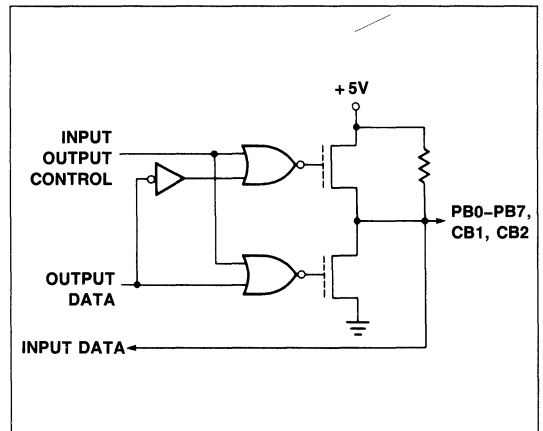 +5V
INPUT
OUTPUT
CONTROL
PB0–PB7,
CB1, CB2
OUTPUT
DATA
INPUT DATA